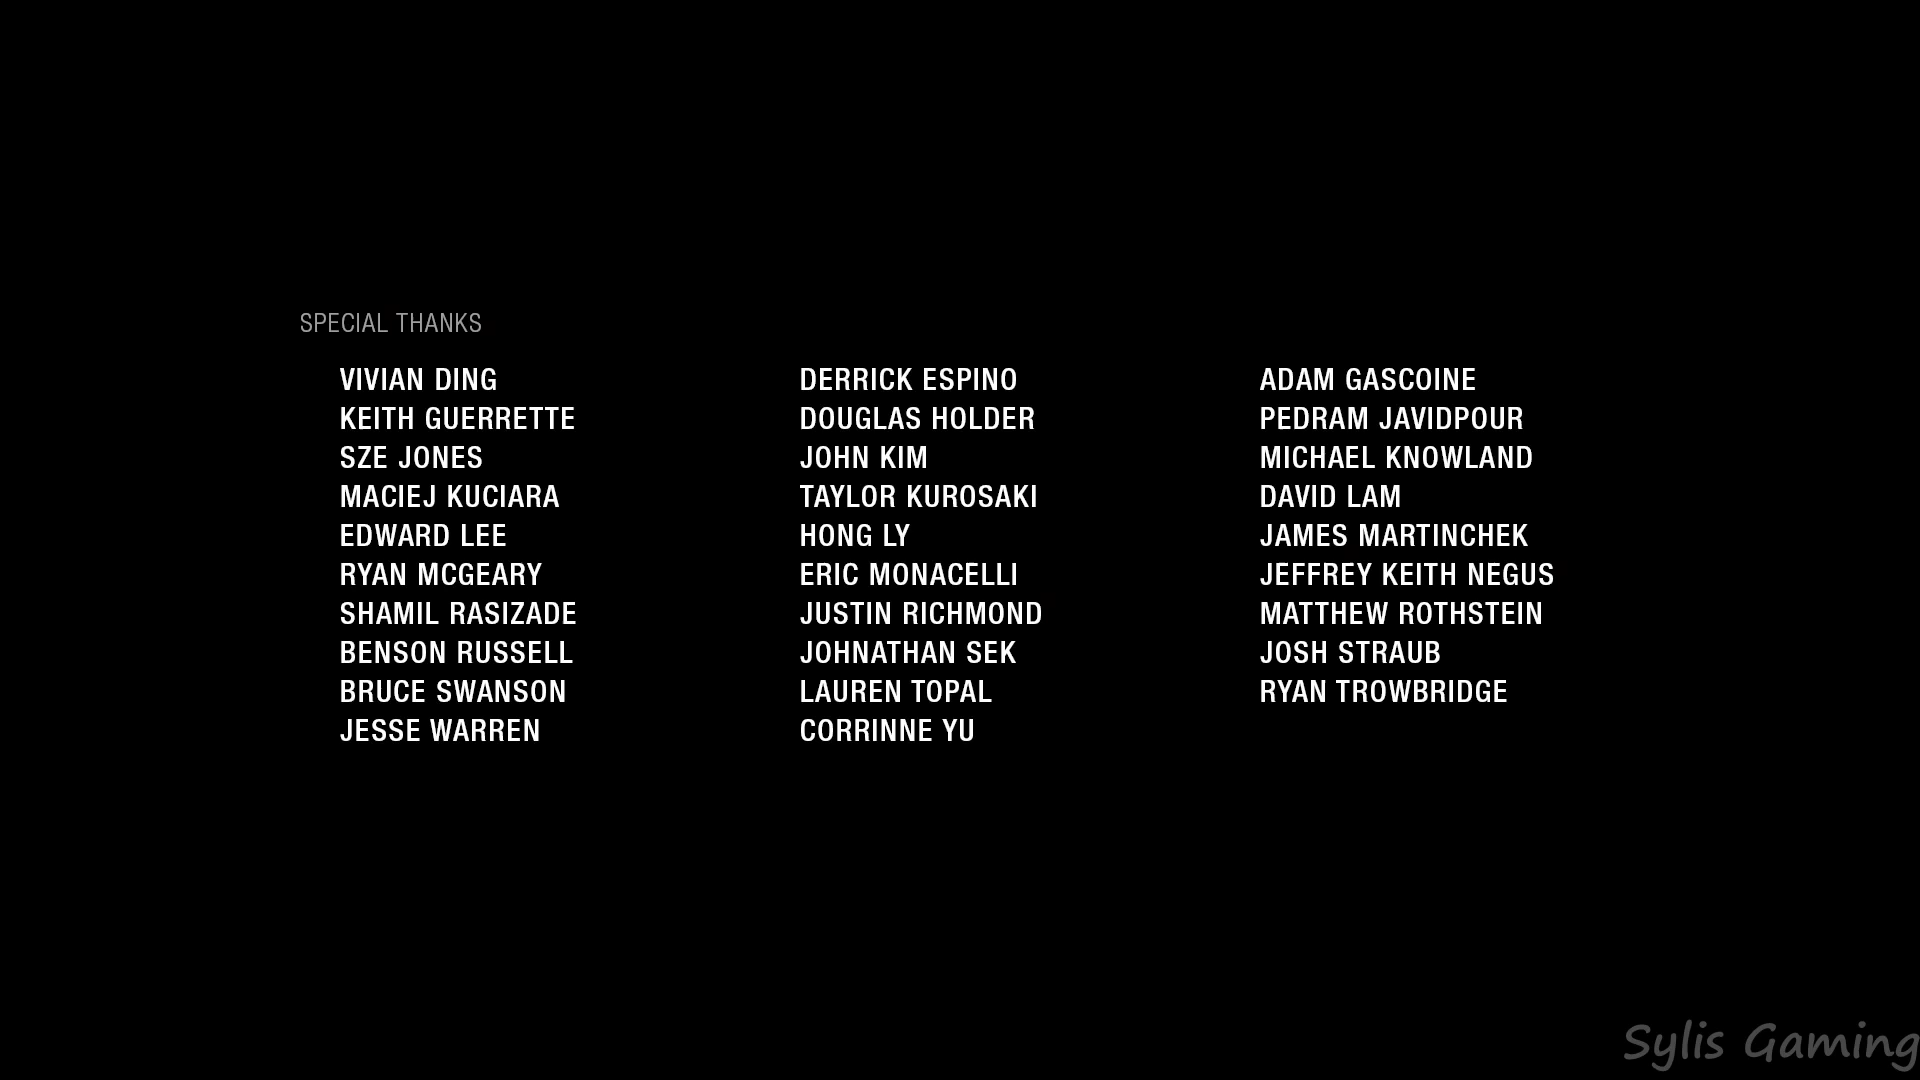 SPECIAL THANKS
VIVIAN DING
KEITH GUERRETTE
SZE JONES
MACIEJ KUCIARA
EDWARD LEE
RYAN MCGEARY
SHAMIL RASIZADE
BENSON RUSSELL
BRUCE SWANSON
JESSE WARREN
DERRICK ESPINO
DOUGLAS HOLDER
JOHN KIM
TAYLOR KUROSAKI
HONG LY
ERIC MONACELLI
JUSTIN RICHMOND
JOHNATHAN SEK
LAUREN TOPAL
CORRINNE YU
ADAM GASCOINE
PEDRAM JAVIDPOUR
MICHAEL KNOWLAND
DAVID LAM
JAMES MARTINCHEK
JEFFREY KEITH NEGUS
MATTHEW ROTHSTEIN
JOSH STRAUB
RYAN TROWBRIDGE
Sylis Gaming